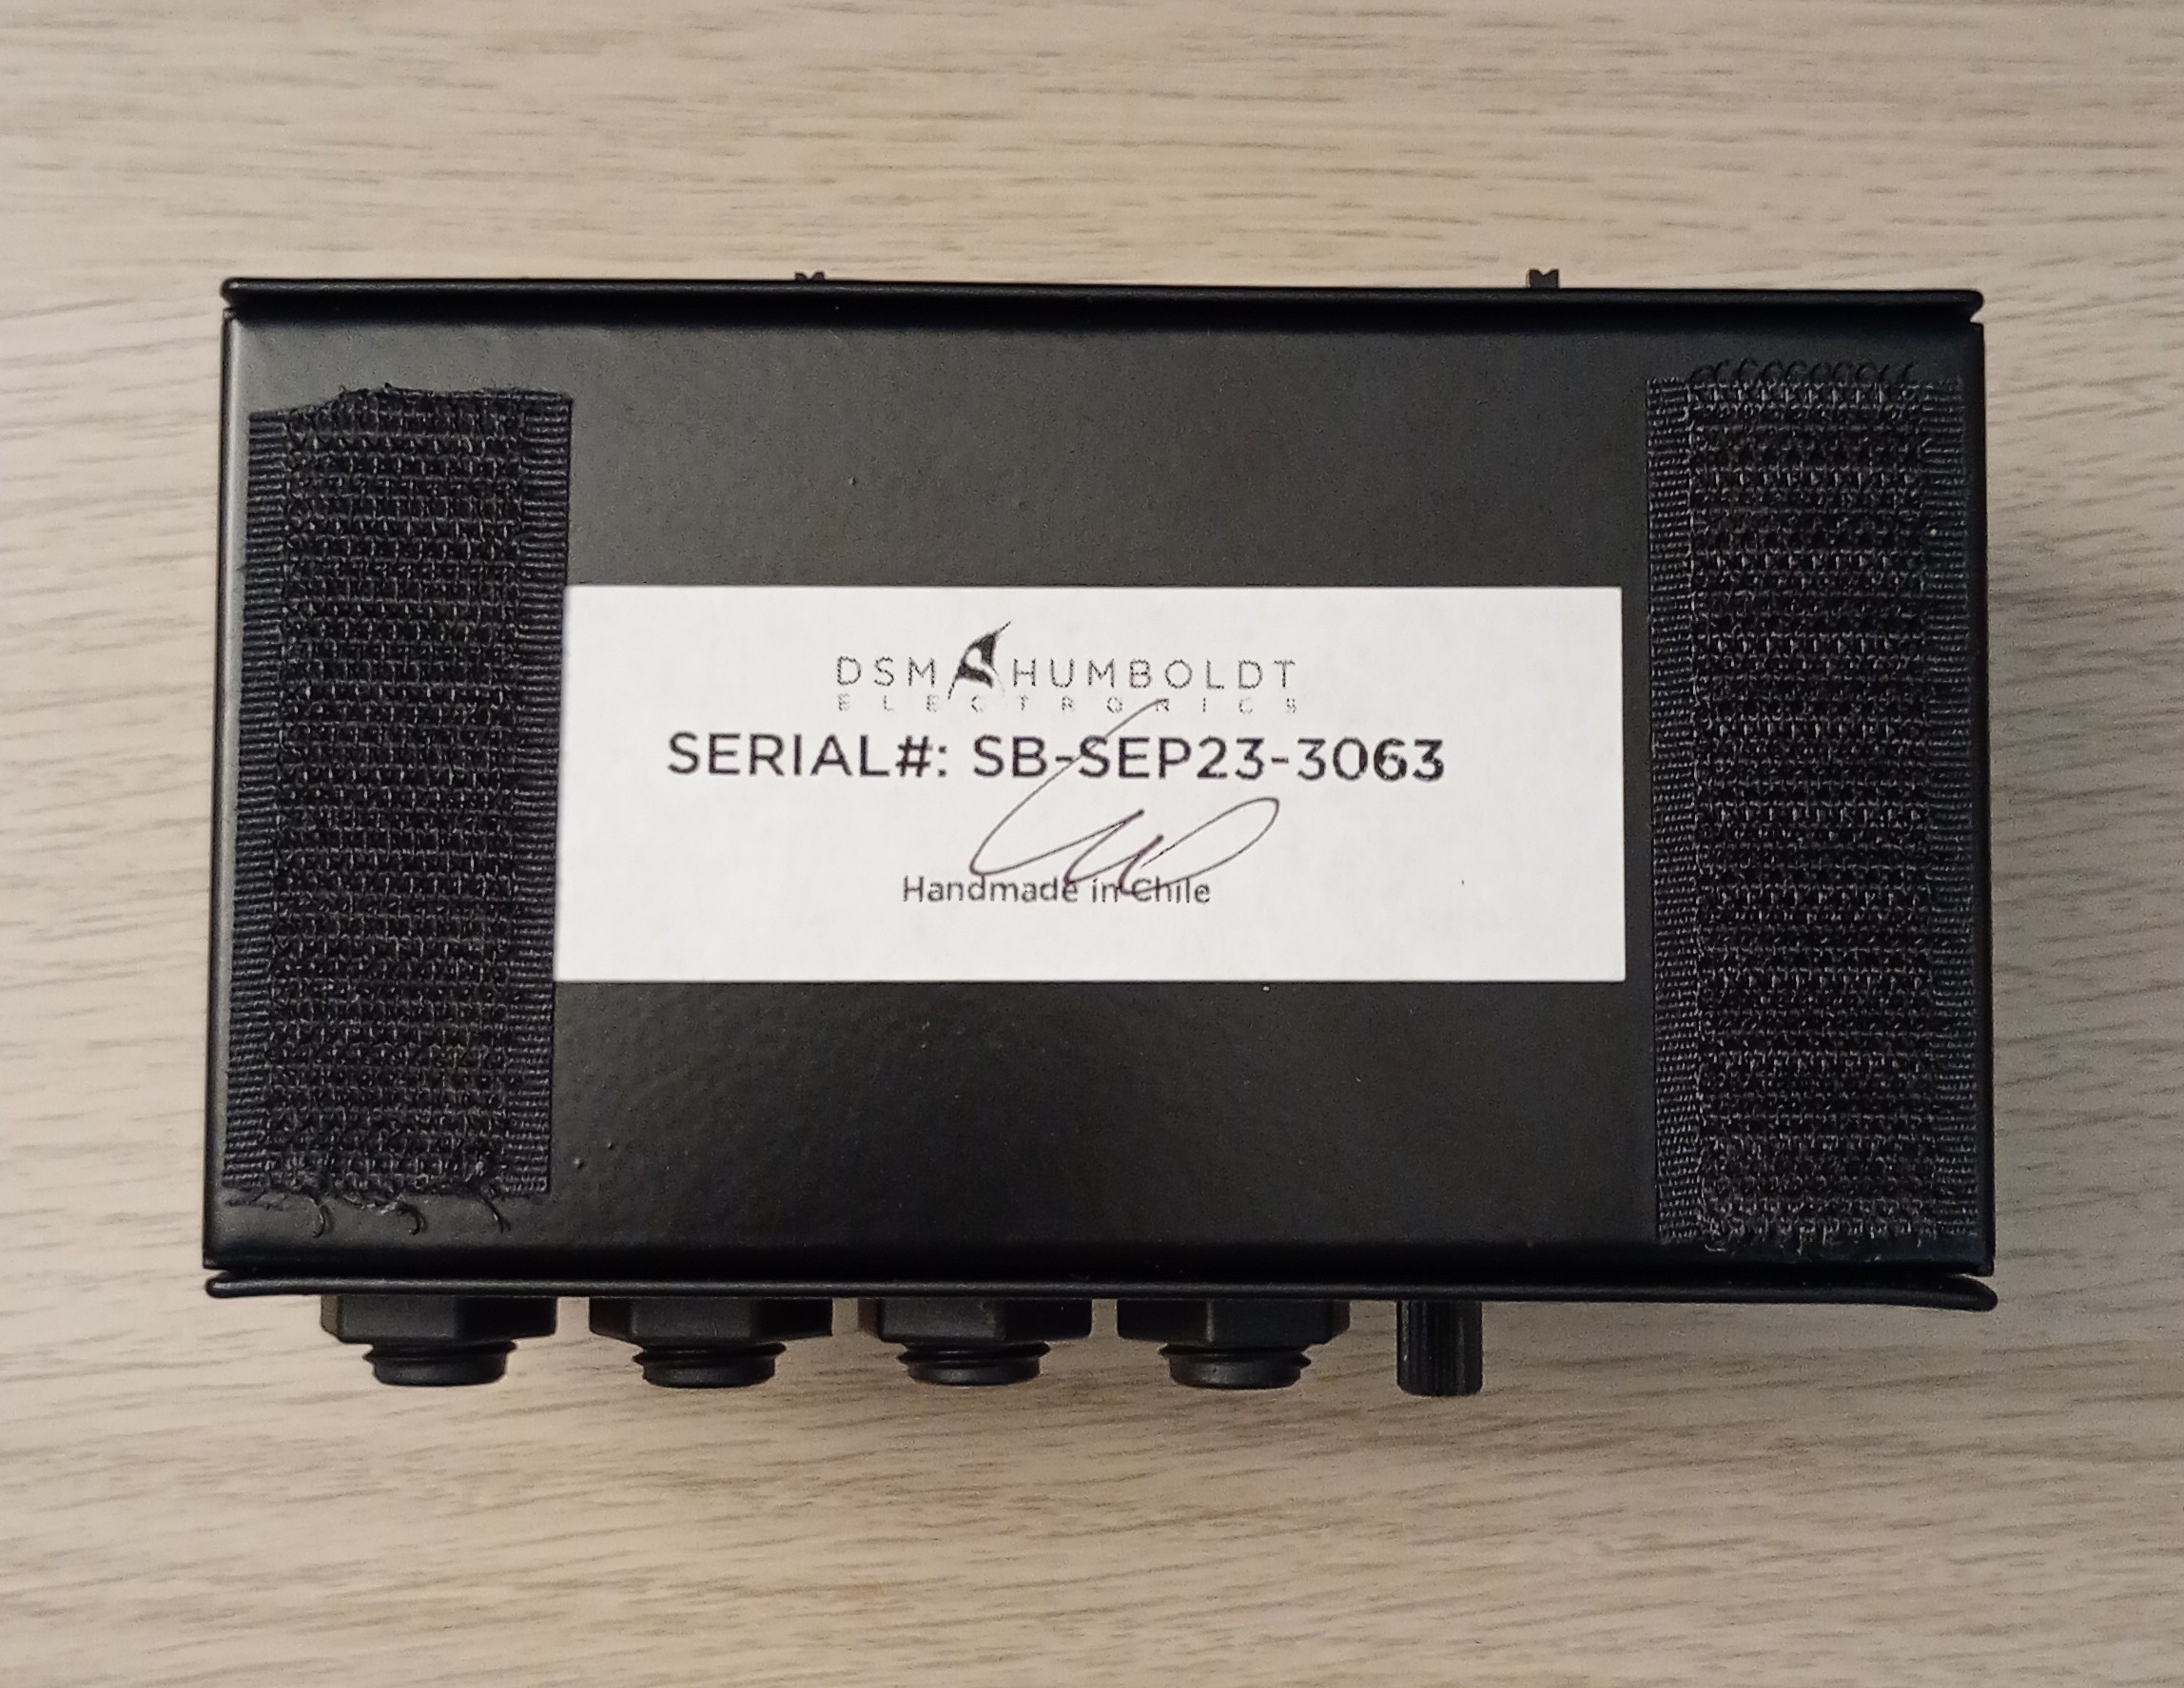 DSM HUMBOLDT
ELECTRONICS
SERIAL#: SB-SEP23-3063
Handmade in Chile